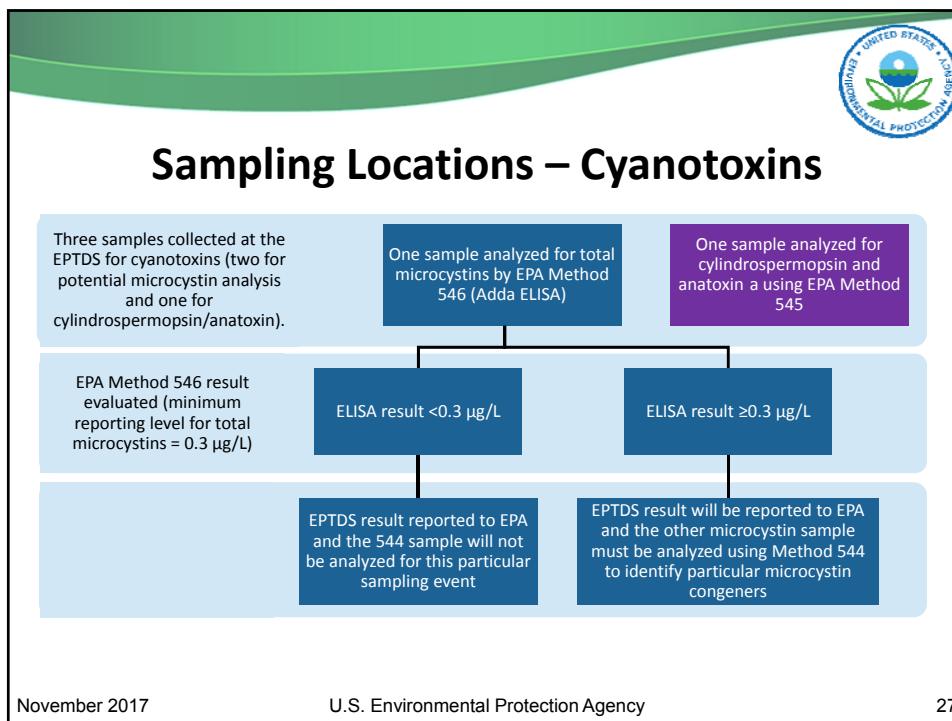 UNITED STATES
ENVIRONMENTAL PROTECTION AGENCY
Sampling Locations – Cyanotoxins
Three samples collected at the
EPTDS for cyanotoxins (two for
potential microcystin analysis
and one for
cylindrospermopsin/anatoxin).
One sample analyzed for total
microcystins by EPA Method
546 (Adda ELISA)
One sample analyzed for
cylindrospermopsin and
anatoxin a using EPA Method
545
EPA Method 546 result
evaluated (minimum
reporting level for total
microcystins = 0.3 µg/L)
ELISA result <0.3 µg/L
ELISA result ≥0.3 µg/L
EPTDS result reported to EPA
and the 544 sample will not
be analyzed for this particular
sampling event
EPTDS result will be reported to EPA
and the other microcystin sample
must be analyzed using Method 544
to identify particular microcystin
congeners
November 2017
U.S. Environmental Protection Agency
27